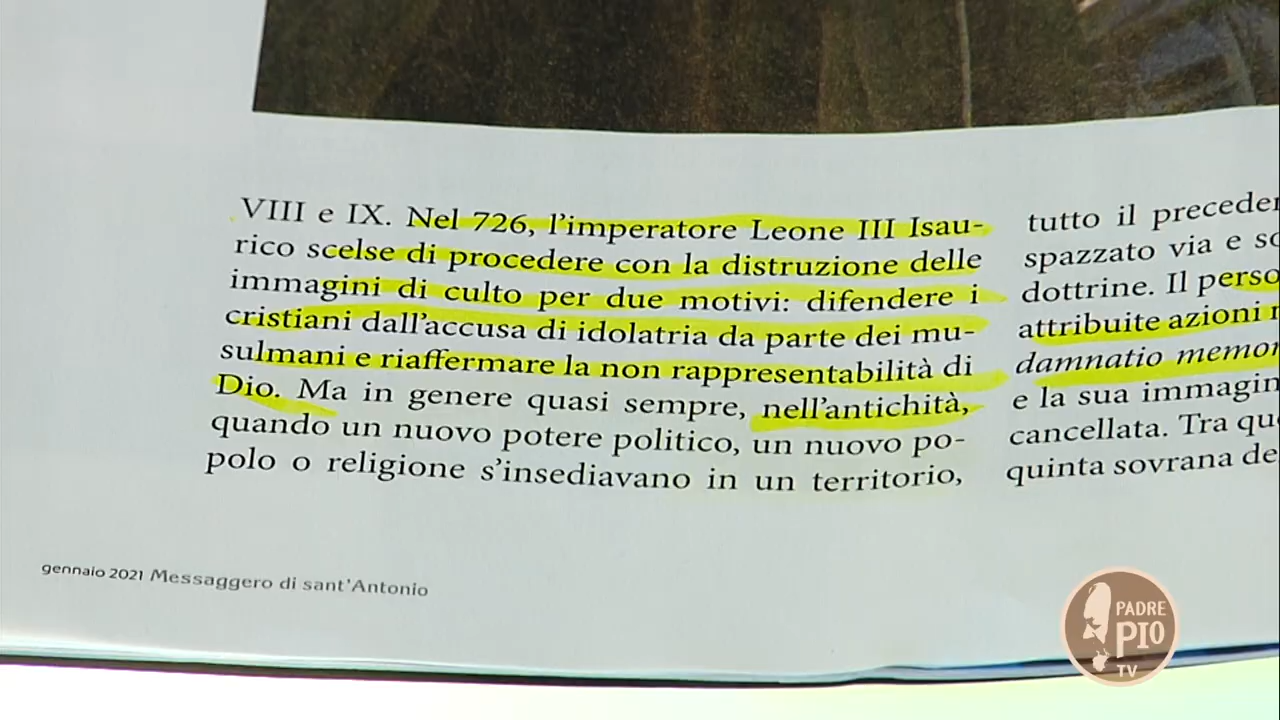 VIII e IX. Nel 726, l'imperatore Leone III Isau-
rico scelse di procedere con la distruzione delle
immagini di culto per due motivi: difendere i
cristiani dall'accusa di idolatria da parte dei mu-
sulmani e riaffermare la non rappresentabilità di
Dio. Ma in genere quasi sempre, nell'antichità,
quando un nuovo potere politico, un nuovo po-
polo o religione s'insediavano in un territorio,
tutto il preceden
spazzato via e so
dottrine. Il perso
attribuite azioni
damnatio memor
e la sua immagin
cancellata. Tra qu
quinta sovrana de
gennaio 2021 Messaggero di sant'Antonio
PADRE
PIO
TV